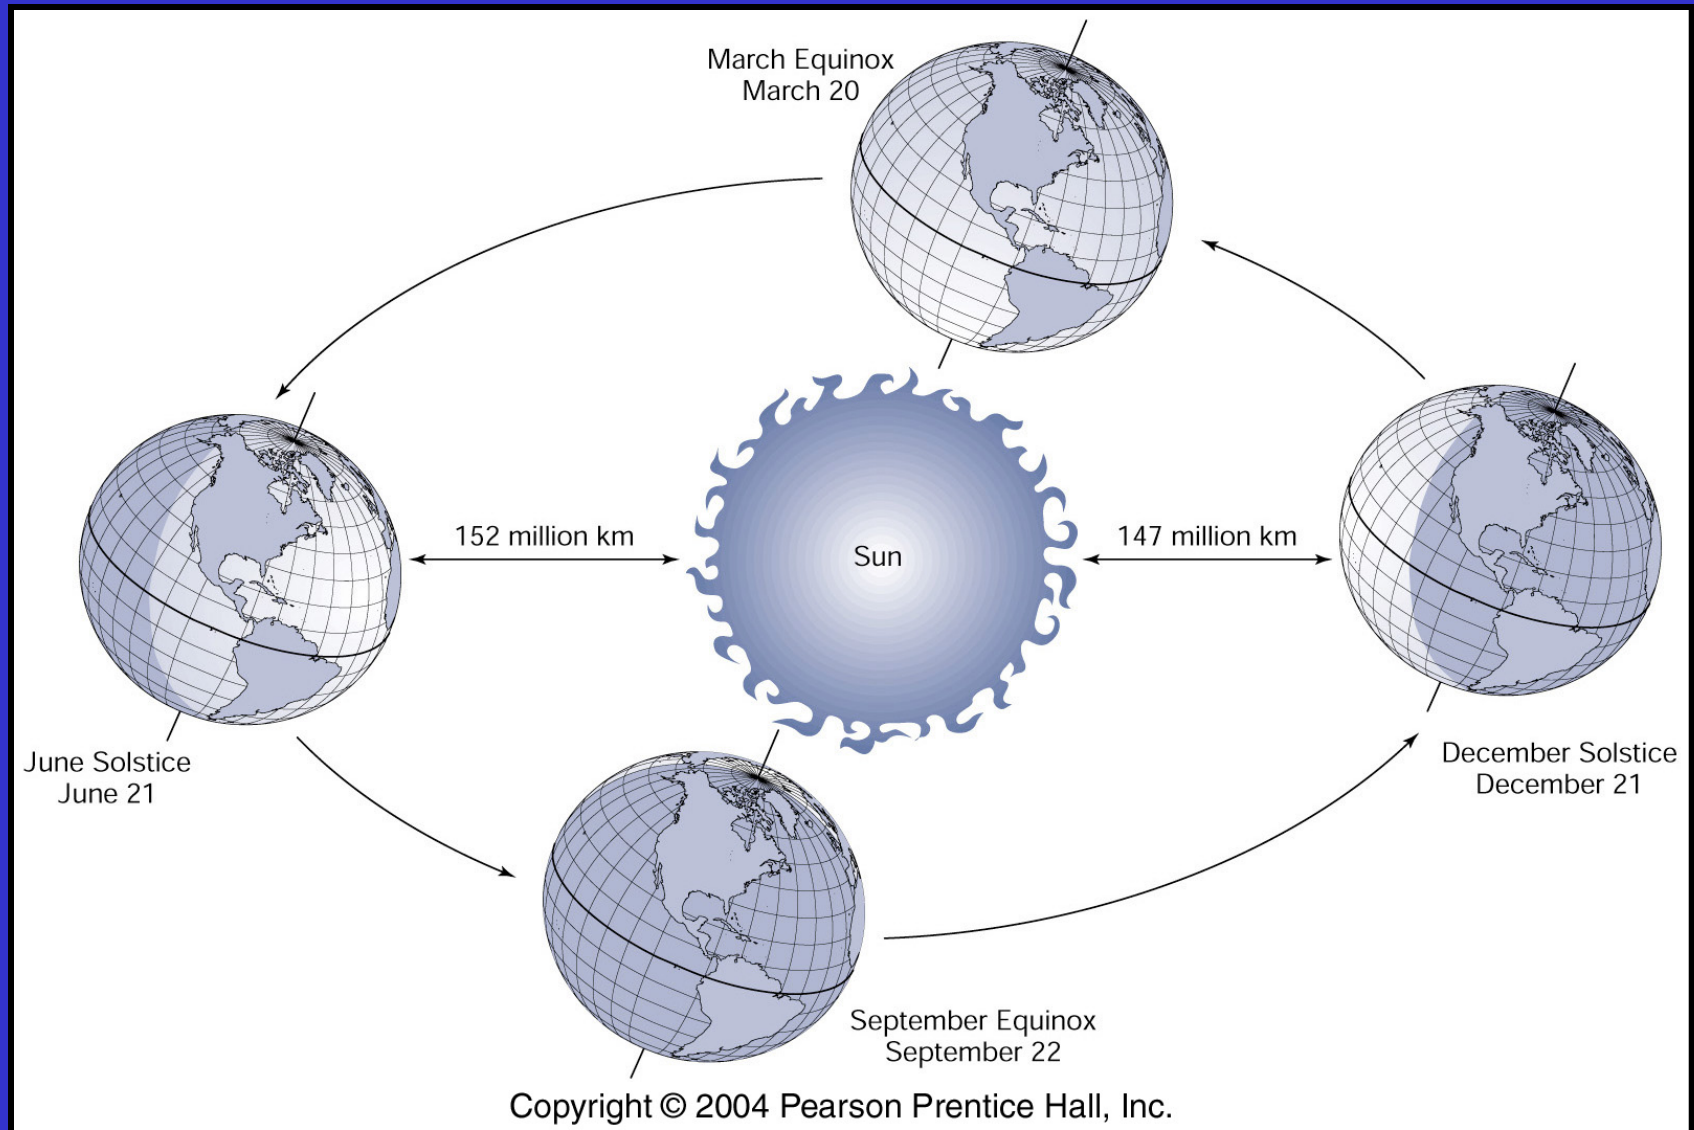 March Equinox
March 20
152 million km
Sun
147 million km
June Solstice
June 21
December Solstice
December 21
September Equinox
September 22
Copyright © 2004 Pearson Prentice Hall, Inc.